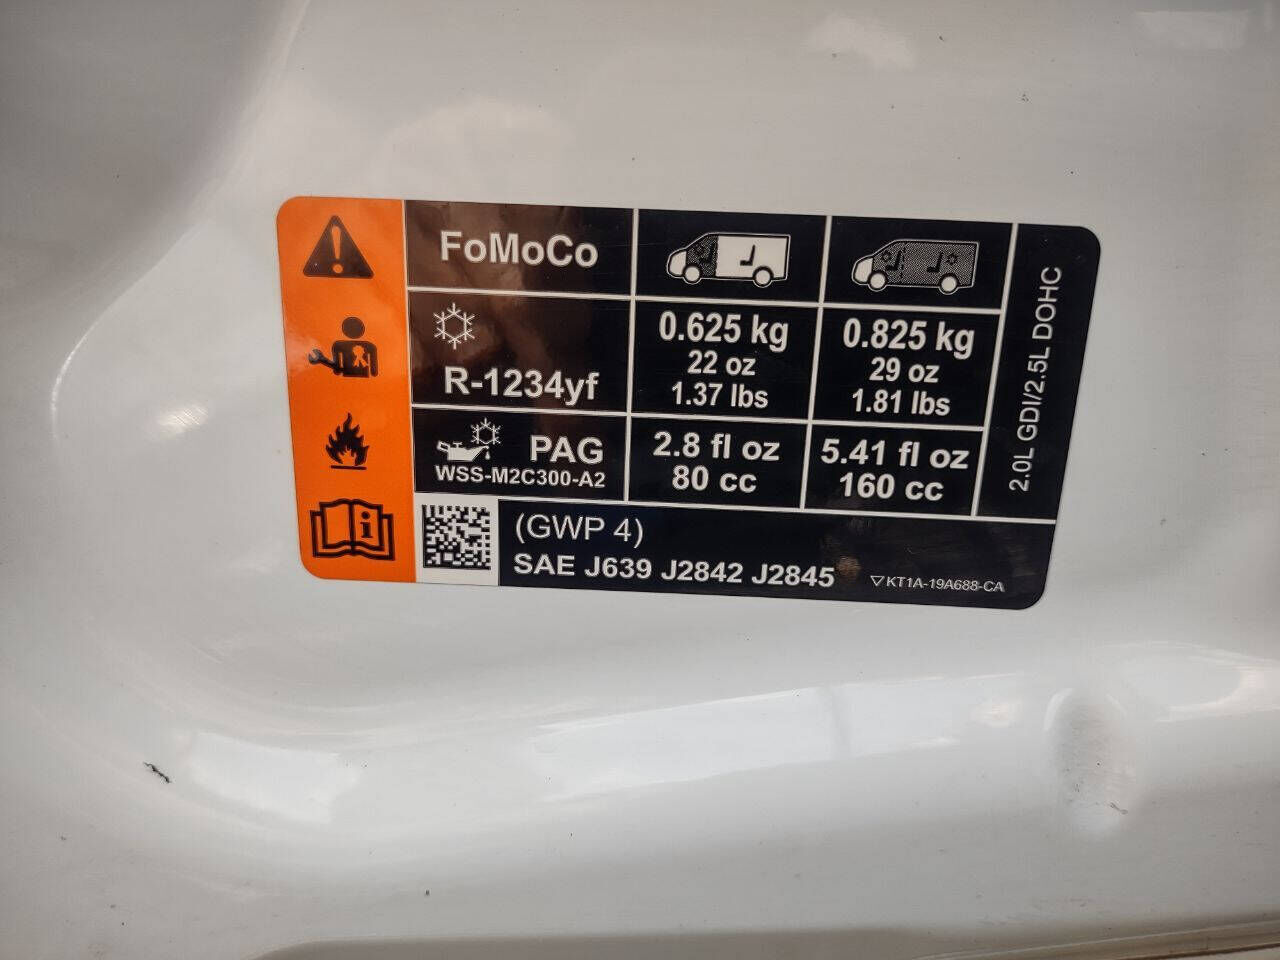 FoMoCo
R-1234yf
0.625 kg
22 oz
1.37 lbs
0.825 kg
29 oz
1.81 lbs
PAG
WSS-M2C300-A2
2.8 fl oz
80 cc
5.41 fl oz
160 cc
2.0L GDI/2.5L DOHC
(GWP 4)
SAE J639 J2842 J2845
KT1A-19A688-CA